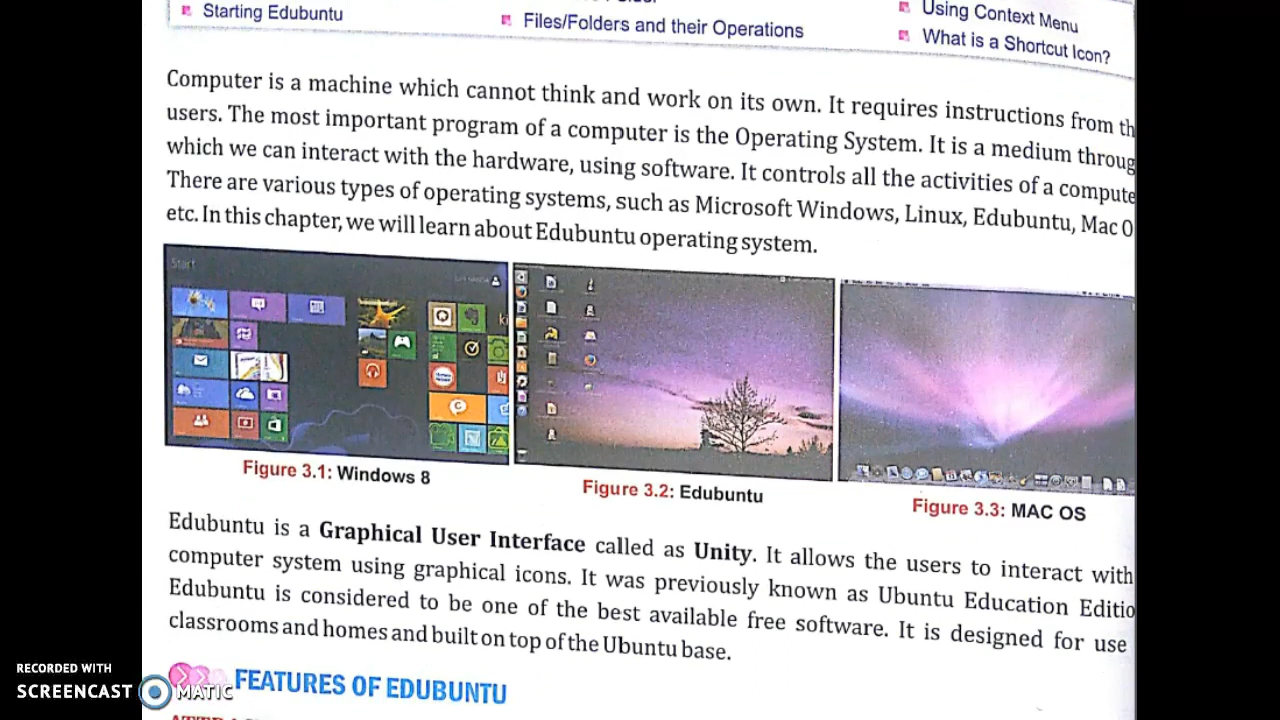 Starting Edubuntu
Files/Folders and their Operations
Using Context Menu
What is a Shortcut Icon?
Computer is a machine which cannot think and work on its own. It requires instructions from th
users. The most important program of a computer is the Operating System. It is a medium throug
which we can interact with the hardware, using software. It controls all the activities of a compute
There are various types of operating systems, such as Microsoft Windows, Linux, Edubuntu, Mac O
etc. In this chapter, we will learn about Edubuntu operating system.
Start
Figure 3.1: Windows 8
Figure 3.2: Edubuntu
Figure 3.3: MAC OS
Edubuntu is a Graphical User Interface called as Unity. It allows the users to interact with
computer system using graphical icons. It was previously known as Ubuntu Education Editio
Edubuntu is considered to be one of the best available free software. It is designed for use
classrooms and homes and built on top of the Ubuntu base.
FEATURES OF EDUBUNTU
RECORDED WITH
SCREENCAST MATIC